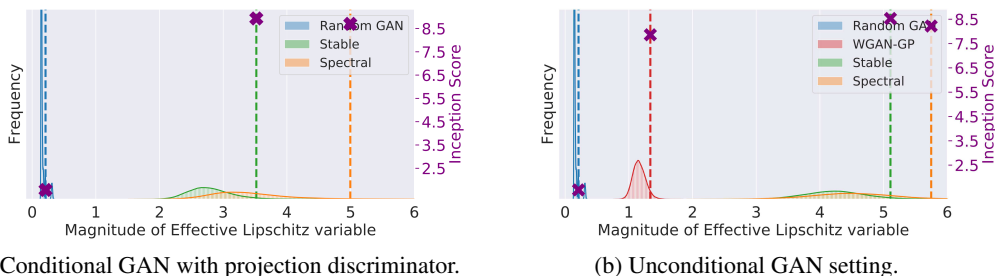 Random GAN
Stable
Spectral
Frequency
8.5
7.5
6.5
5.5
4.5
3.5
2.5
Inception Score
0 1 2 3 4 5 6
Magnitude of Effective Lipschitz variable
Conditional GAN with projection discriminator.
Random GAN
WGAN-GP
Stable
Spectral
Frequency
8.5
7.5
6.5
5.5
4.5
3.5
2.5
Inception Score
0 1 2 3 4 5 6
Magnitude of Effective Lipschitz variable
(b) Unconditional GAN setting.